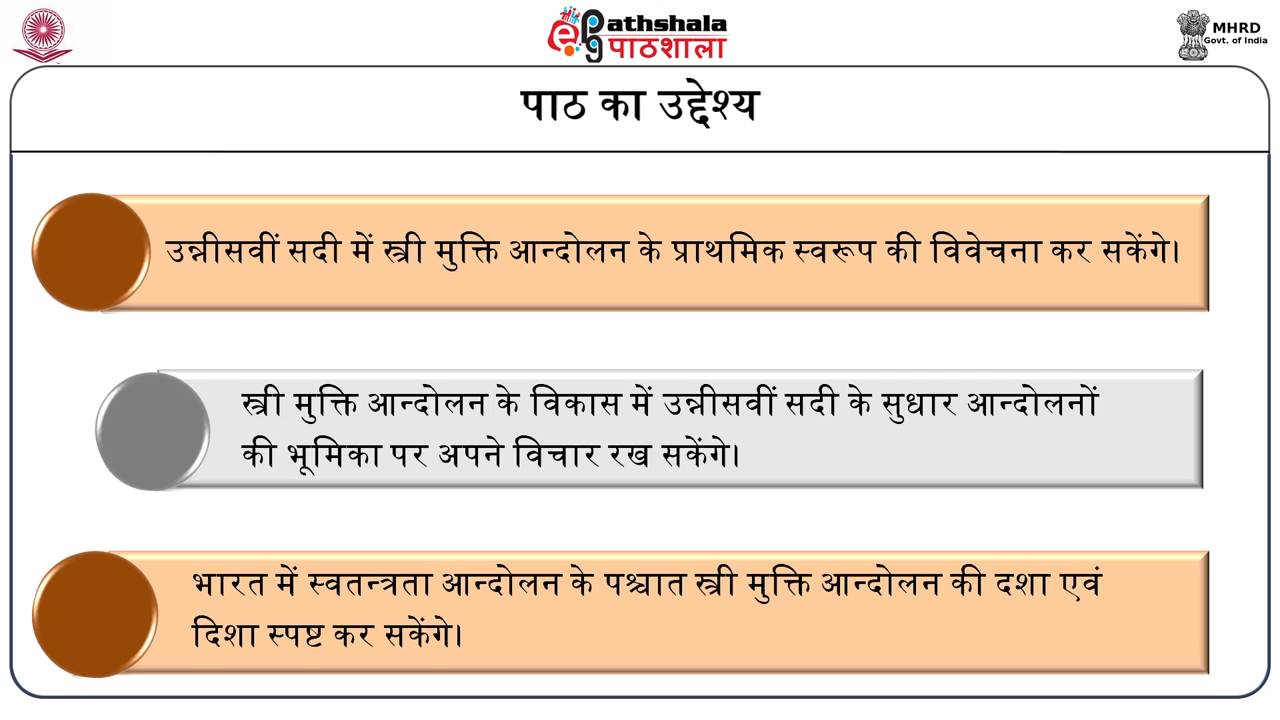 ePathshala
पाठशाला
MHRD
Govt. of India
पाठ का उद्देश्य
उन्नीसवीं सदी में स्त्री मुक्ति आन्दोलन के प्राथमिक स्वरूप की विवेचना कर सकेंगे।
स्त्री मुक्ति आन्दोलन के विकास में उन्नीसवीं सदी के सुधार आन्दोलनों
की भूमिका पर अपने विचार रख सकेंगे।
भारत में स्वतन्त्रता आन्दोलन के पश्चात स्त्री मुक्ति आन्दोलन की दशा एवं
दिशा स्पष्ट कर सकेंगे।